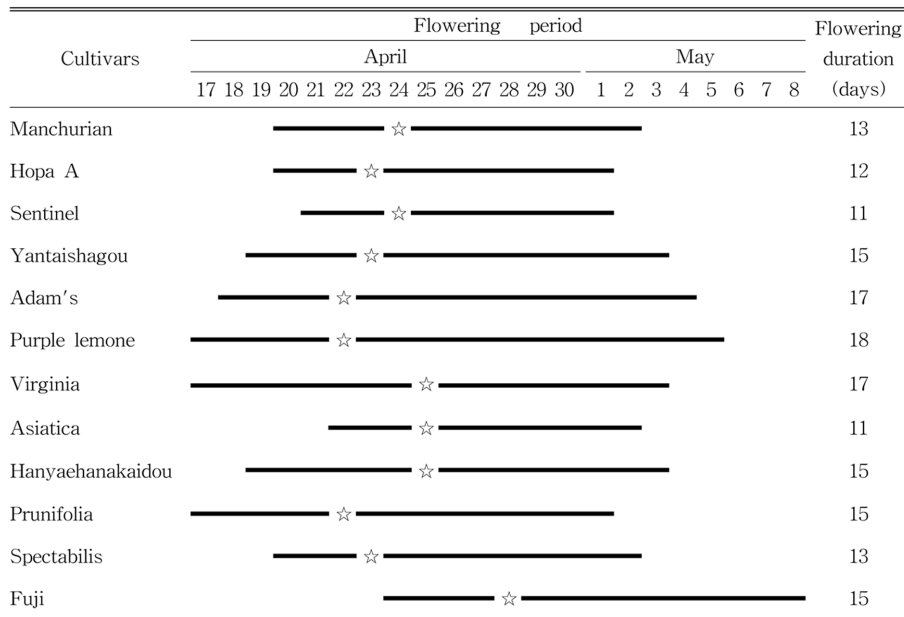 Flowering period
Flowering duration (days)
Cultivars
April
May
17 18 19 20 21 22 23 24 25 26 27 28 29 30 1 2 3 4 5 6 7 8
Manchurian ☆ 13
Hopa A ☆ 12
Sentinel ☆ 11
Yantaishagou ☆ 15
Adam's ☆ 17
Purple lemone ☆ 18
Virginia ☆ 17
Asiatica ☆ 11
Hanyaehanakaidou ☆ 15
Prunifolia ☆ 15
Spectabilis ☆ 13
Fuji ☆ 15